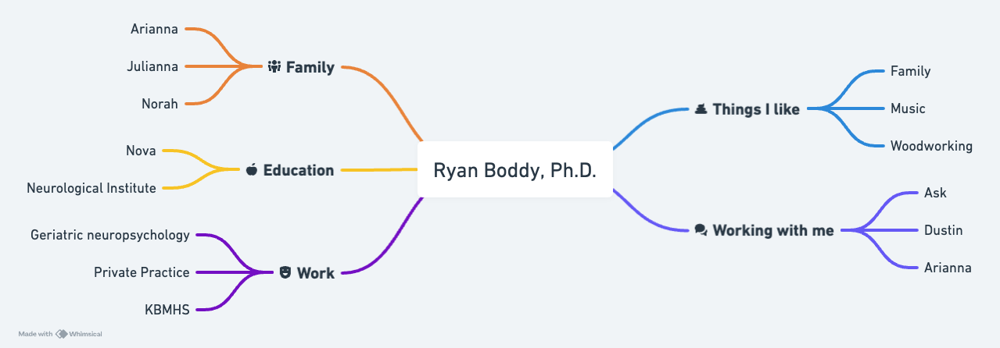 Ryan Boddy, Ph.D.
Family
Arianna
Julianna
Norah
Education
Nova
Neurological Institute
Work
Geriatric neuropsychology
Private Practice
KBMHS
Things I like
Family
Music
Woodworking
Working with me
Ask
Dustin
Arianna
Made with Whimsical